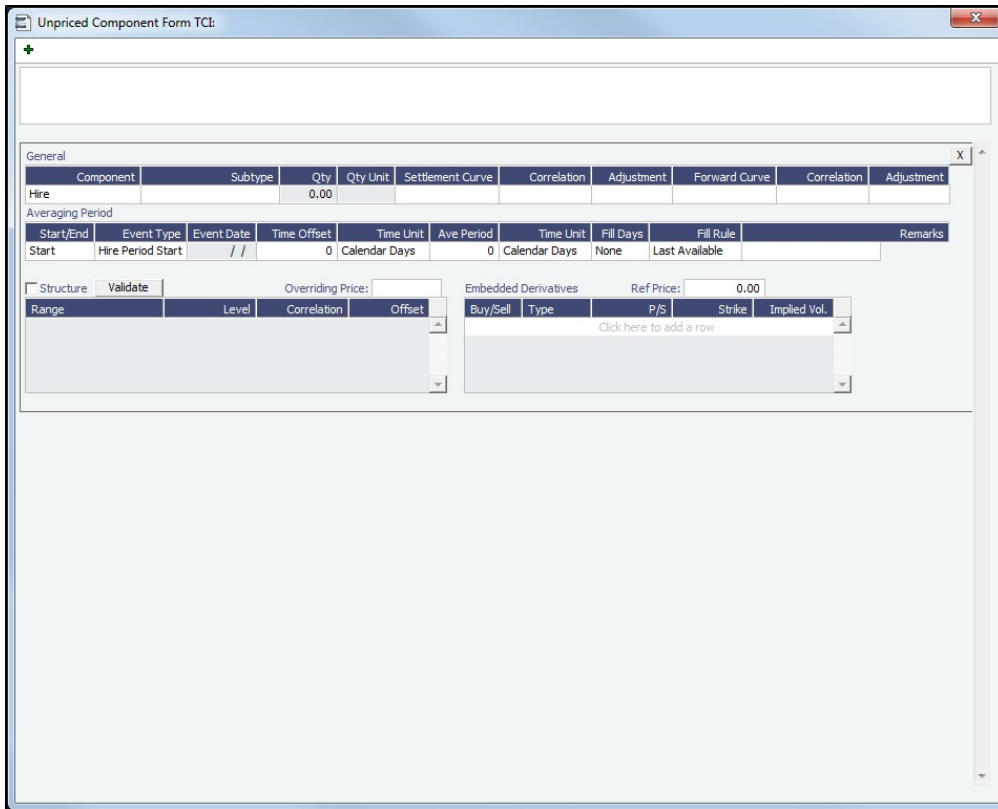 Unpriced Component Form TCI:
General X
Component Subtype Qty Qty Unit Settlement Curve Correlation Adjustment Forward Curve Correlation Adjustment
Hire 0.00
Averaging Period
Start/End Event Type Event Date Time Offset Time Unit Ave Period Time Unit Fill Days Fill Rule Remarks
Start Hire Period Start / / 0 Calendar Days 0 Calendar Days None Last Available
Structure Validate Overriding Price: Embedded Derivatives Ref Price: 0.00
Range Level Correlation Offset Buy/Sell Type P/S Strike Implied Vol.
Click here to add a row